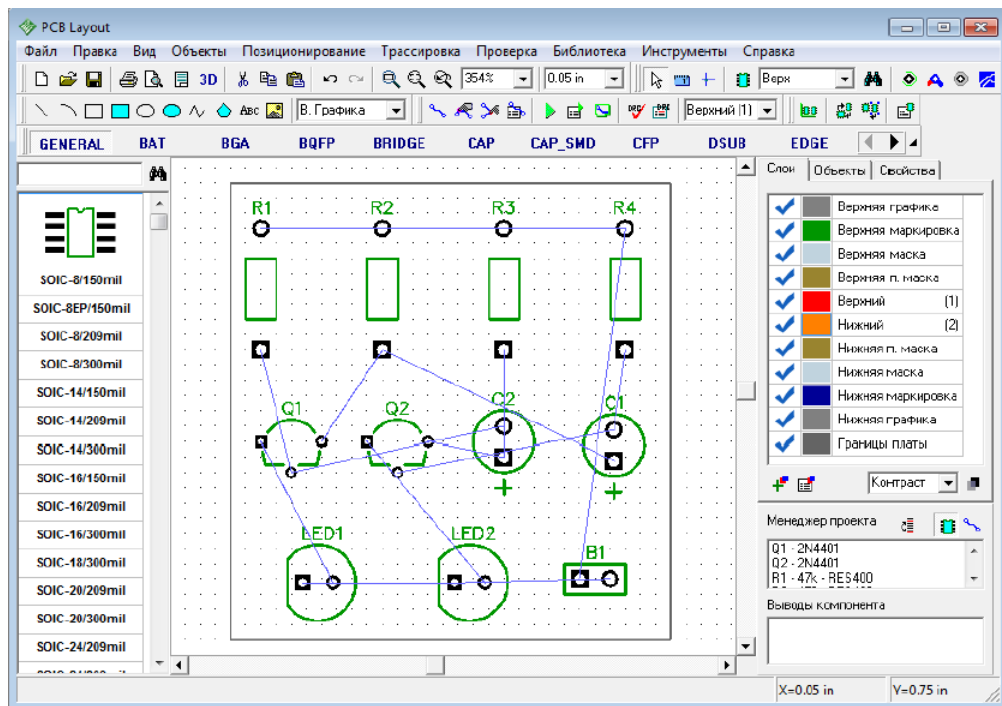 PCB Layout
Файл Правка Вид Объекты Позиционирование Трассировка Проверка Библиотека Инструменты Справка
3D 354% 0.05 in Верх
ABC В. Графика Верхний (1)
GENERAL BAT BGA BQFP BRIDGE CAP CAP_SMD CFP DSUB EDGE
Слои Объекты Свойства
SOIC-8/150mil
SOIC-8EP/150mil
SOIC-8/209mil
SOIC-8/300mil
SOIC-14/150mil
SOIC-14/209mil
SOIC-14/300mil
SOIC-16/150mil
SOIC-16/209mil
SOIC-16/300mil
SOIC-18/300mil
SOIC-20/209mil
SOIC-20/300mil
SOIC-24/209mil
R1 R2 R3 R4
Q1 Q2 C2 C1
+ +
LED1 LED2 B1
Верхняя графика
Верхняя маркировка
Верхняя маска
Верхняя п. маска
Верхний (1)
Нижний (2)
Нижняя п. маска
Нижняя маска
Нижняя маркировка
Нижняя графика
Границы платы
Контраст
Менеджер проекта
Q1 - 2N4401
Q2 - 2N4401
R1 - 47k - RES400
Выводы компонента
X=0.05 in Y=0.75 in